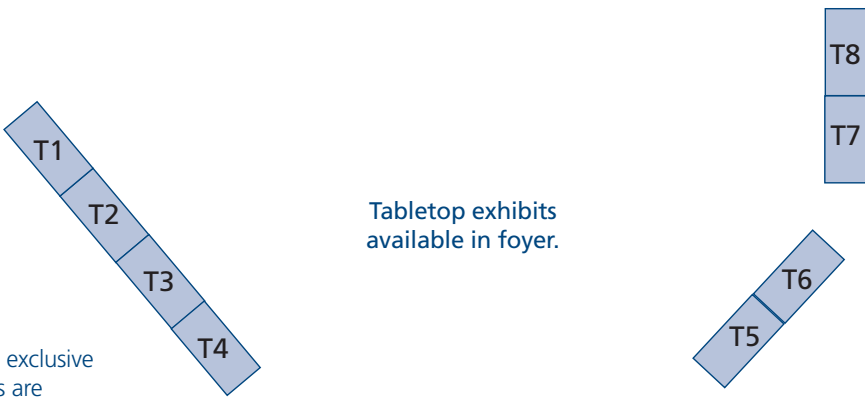 T8
T7
T1
T2
T3
T4
Tabletop exhibits
available in foyer.
T6
T5
exclusive
s are